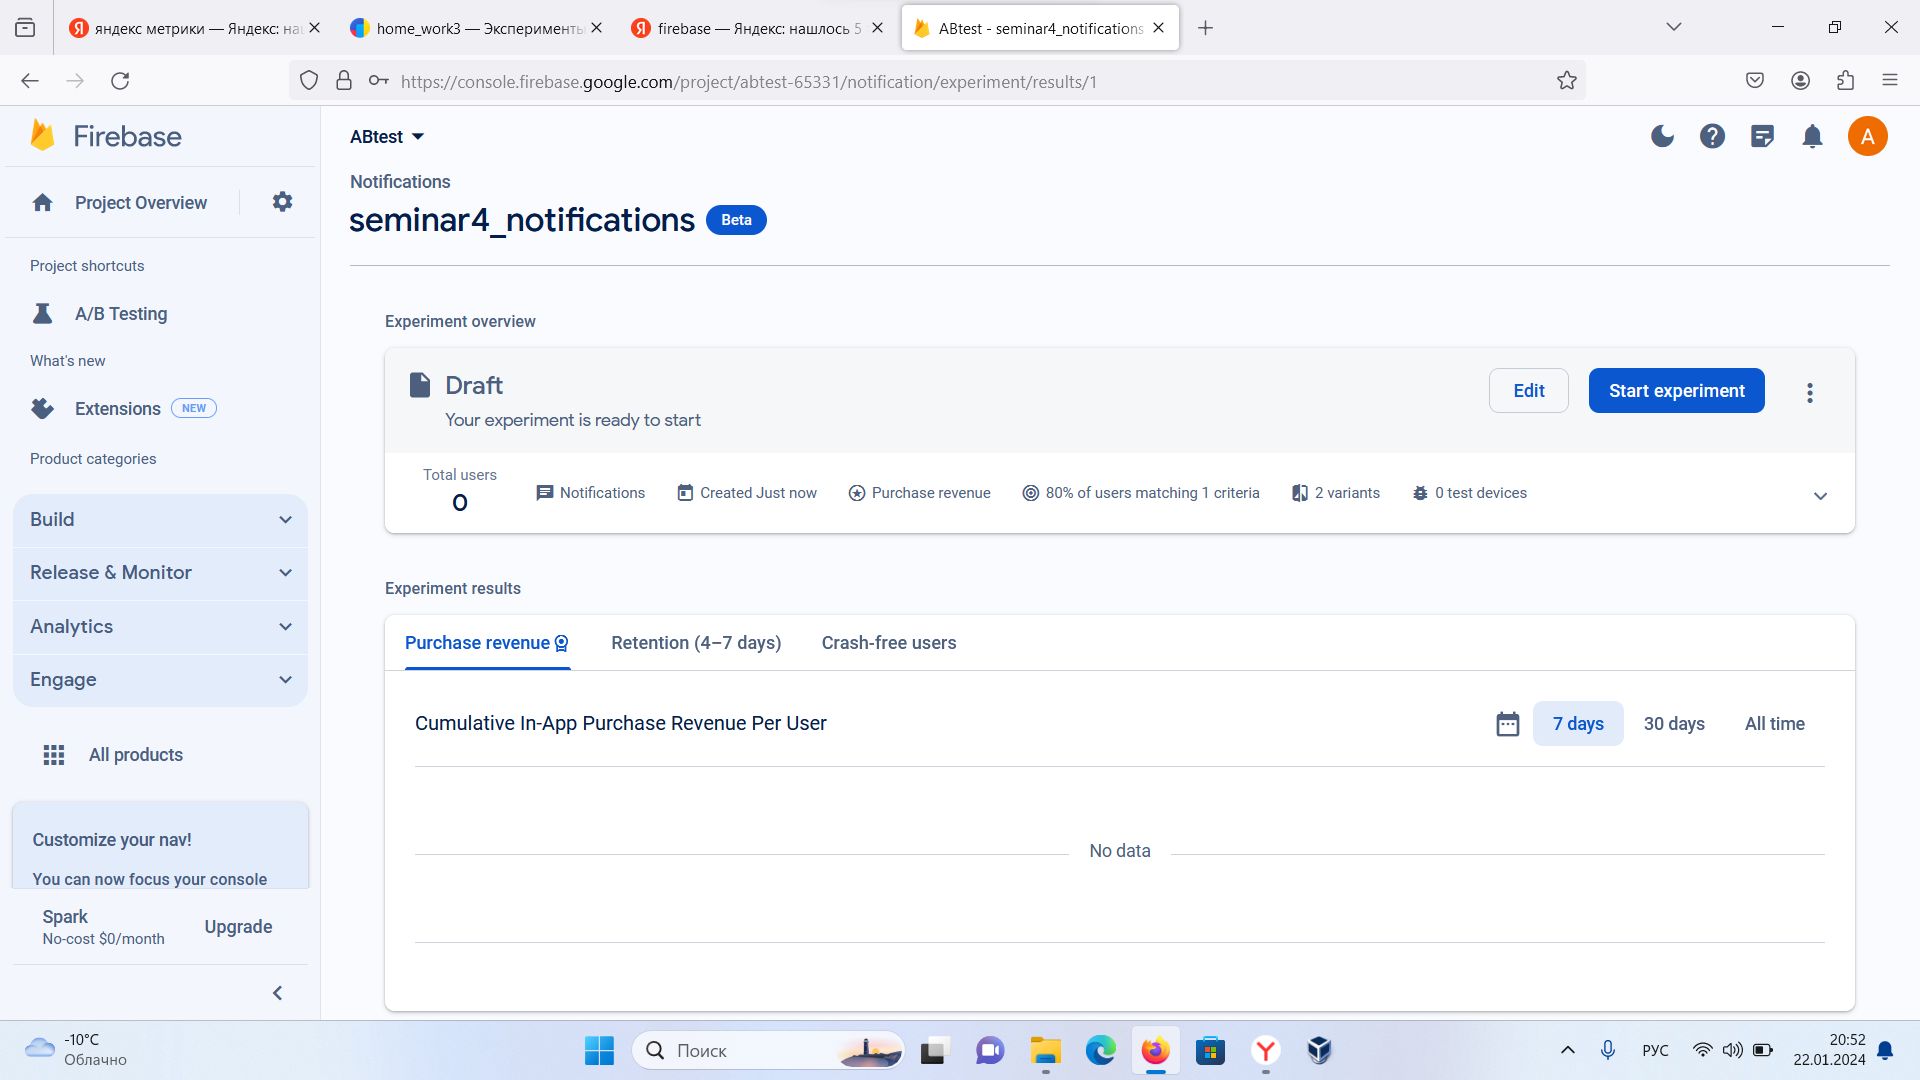 яндекс метрики — Яндекс: на
home_work3 — Эксперименты
firebase — Яндекс: нашлось 5
ABtest - seminar4_notifications
https://console.firebase.google.com/project/abtest-65331/notification/experiment/results/1
Firebase
Project Overview
Project shortcuts
A/B Testing
What's new
Extensions NEW
Product categories
Build
Release & Monitor
Analytics
Engage
All products
Customize your nav!
You can now focus your console
Spark
No-cost $0/month
Upgrade
ABtest
A
Notifications
seminar4_notifications Beta
Experiment overview
Draft
Your experiment is ready to start
Edit
Start experiment
Total users
0
Notifications
Created Just now
Purchase revenue
80% of users matching 1 criteria
2 variants
0 test devices
Experiment results
Purchase revenue
Retention (4–7 days)
Crash-free users
Cumulative In-App Purchase Revenue Per User
7 days
30 days
All time
No data
-10°C
Облачно
Поиск
РУС
20:52
22.01.2024